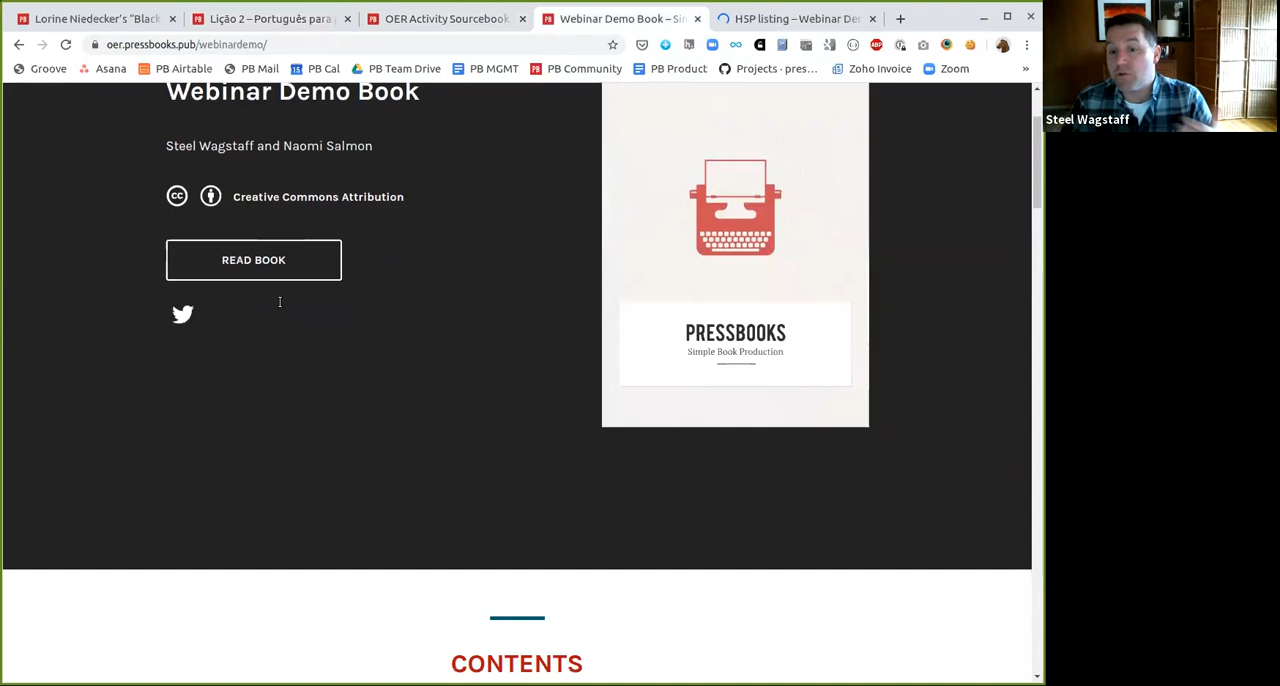 Lorine Niedecker's "Black
Lição 2 – Português para
OER Activity Sourcebook
Webinar Demo Book – Sim
H5P listing – Webinar Dem
oer.pressbooks.pub/webinardemo/
Groove
Asana
PB Airtable
PB Mail
PB Cal
PB Team Drive
PB MGMT
PB Community
PB Product
Projects · pres...
Zoho Invoice
Zoom
»
Steel Wagstaff
Webinar Demo Book
Steel Wagstaff and Naomi Salmon
Creative Commons Attribution
READ BOOK
PRESSBOOKS
Simple Book Production
CONTENTS